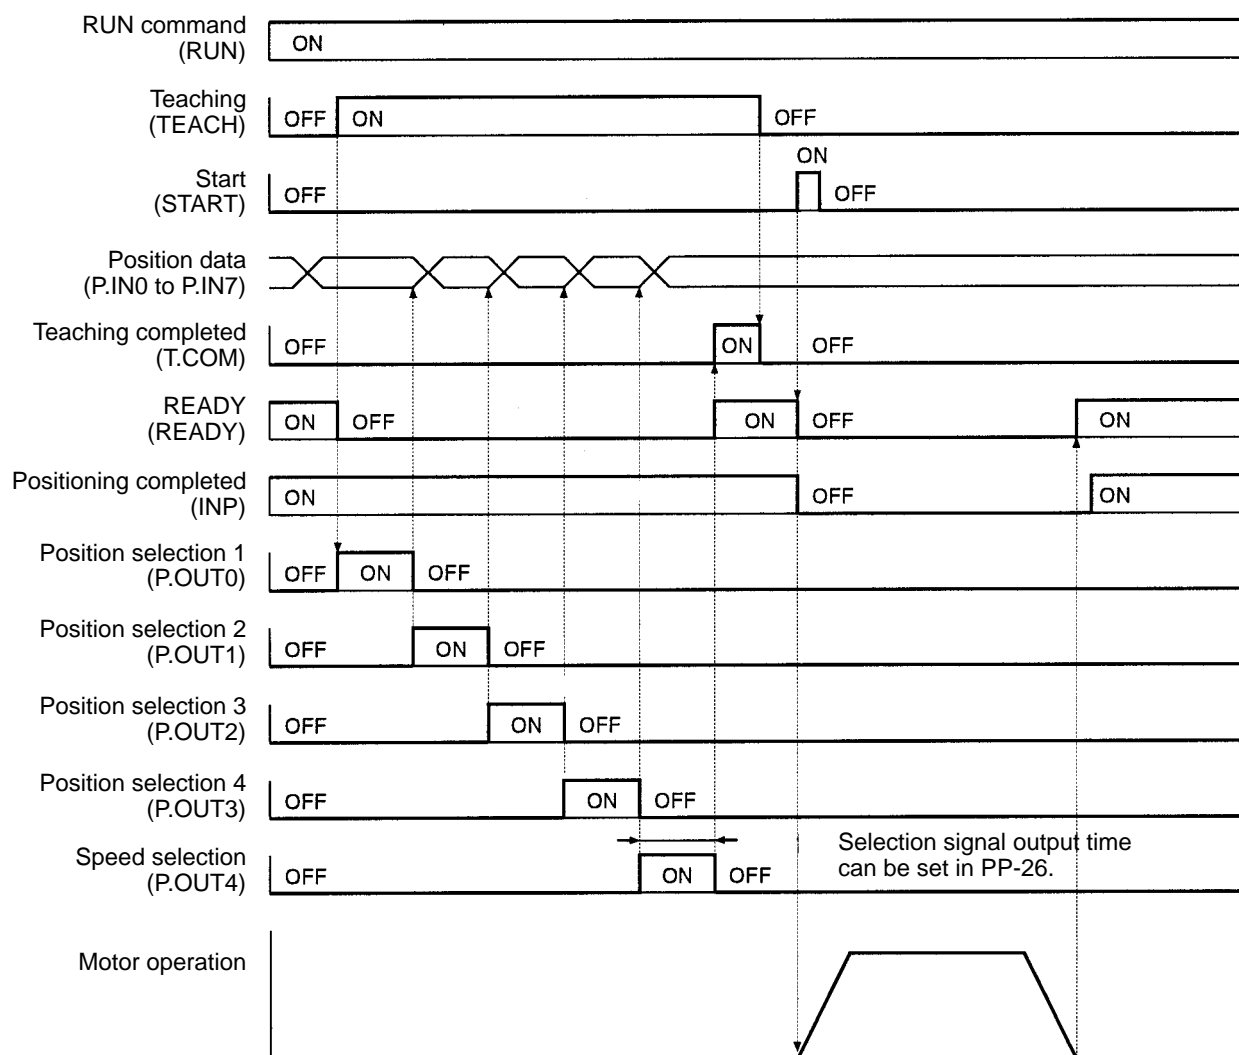 RUN command
(RUN)
ON
Teaching
(TEACH)
OFF ON OFF
Start
(START)
OFF ON OFF
Position data
(P.IN0 to P.IN7)
Teaching completed
(T.COM)
OFF ON OFF
READY
(READY)
ON OFF ON OFF ON
Positioning completed
(INP)
ON OFF ON
Position selection 1
(P.OUT0)
OFF ON OFF
Position selection 2
(P.OUT1)
OFF ON OFF
Position selection 3
(P.OUT2)
OFF ON OFF
Position selection 4
(P.OUT3)
OFF ON OFF
Speed selection
(P.OUT4)
OFF ON OFF
Selection signal output time
can be set in PP-26.
Motor operation